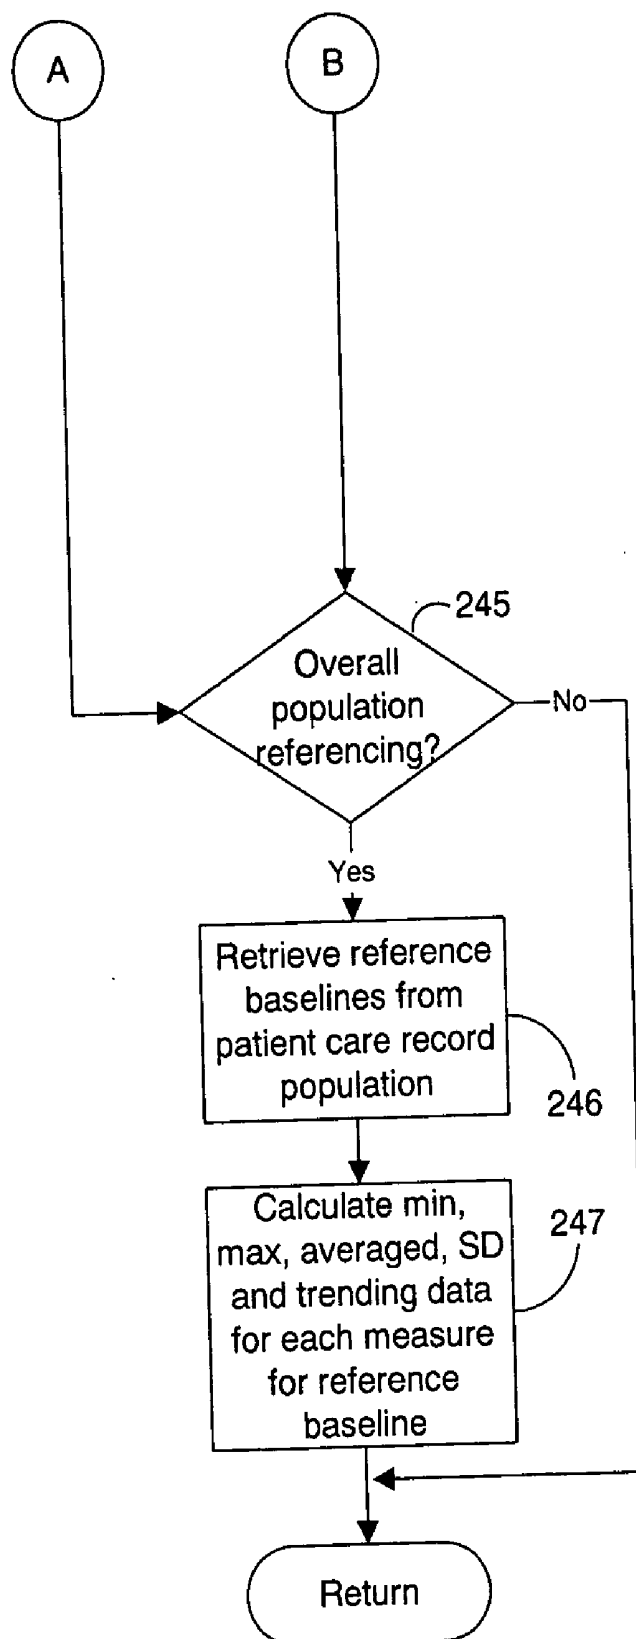 A
B
245
Overall
population
referencing?
No
Yes
Retrieve reference
baselines from
patient care record
population
246
Calculate min,
max, averaged, SD
and trending data
for each measure
for reference
baseline
247
Return